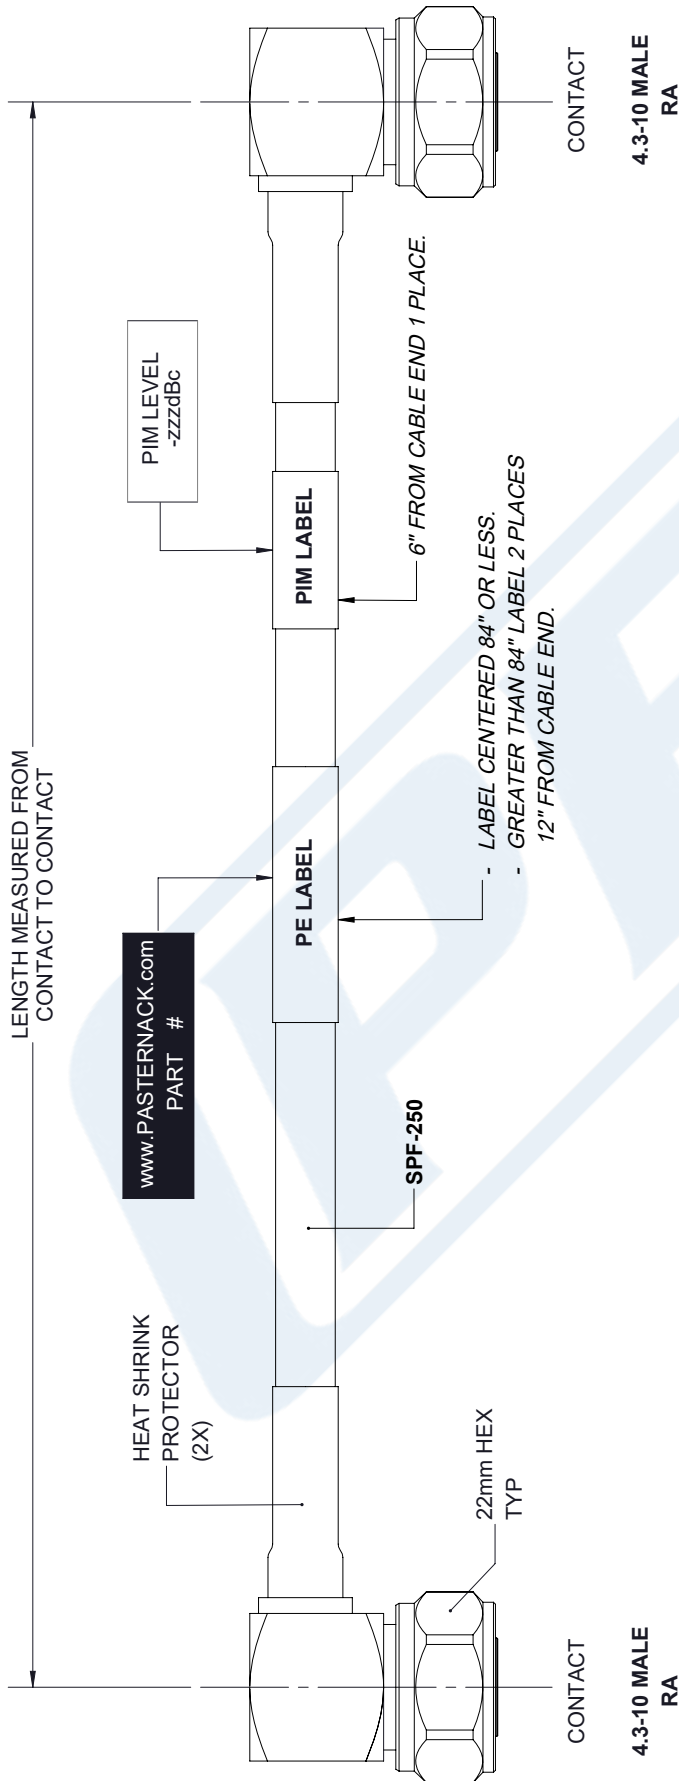 LENGTH MEASURED FROM
CONTACT TO CONTACT
HEAT SHRINK
PROTECTOR
(2X)
www.PASTERNACK.com
PART #
PIM LEVEL
-zzzdBc
PE LABEL
PIM LABEL
SPF-250
6" FROM CABLE END 1 PLACE.
- LABEL CENTERED 84" OR LESS.
- GREATER THAN 84" LABEL 2 PLACES
12" FROM CABLE END.
22mm HEX
TYP
CONTACT
4.3-10 MALE
RA
CONTACT
4.3-10 MALE
RA